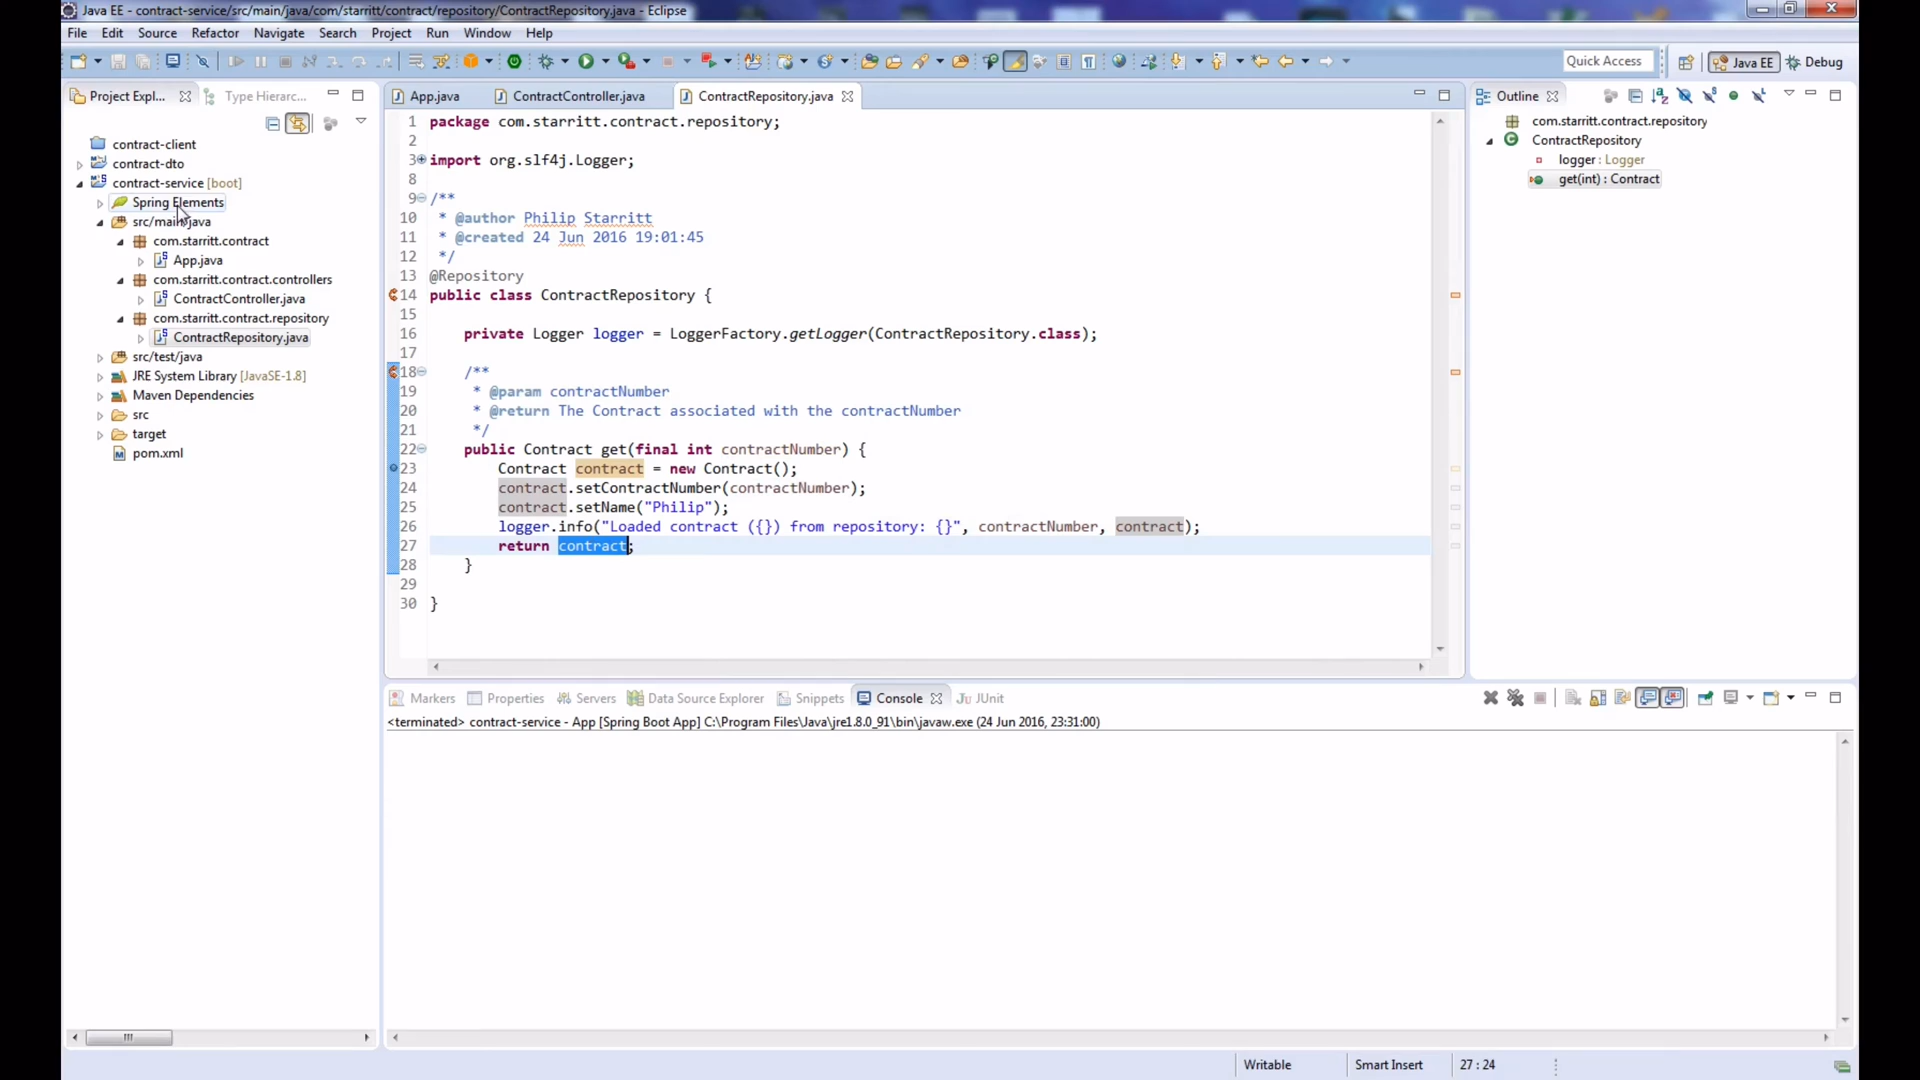 Java EE - contract-service/src/main/java/com/starritt/contract/repository/ContractRepository.java - Eclipse
File Edit Source Refactor Navigate Search Project Run Window Help
Quick Access
Java EE
Debug
Project Expl...
Type Hierarc...
contract-client
contract-dto
contract-service [boot]
Spring Elements
src/main/java
com.starritt.contract
App.java
com.starritt.contract.controllers
ContractController.java
com.starritt.contract.repository
ContractRepository.java
src/test/java
JRE System Library [JavaSE-1.8]
Maven Dependencies
src
target
pom.xml
App.java
ContractController.java
ContractRepository.java
1 package com.starritt.contract.repository;
2
3 import org.slf4j.Logger;
8
9 /**
10 * @author Philip Starritt
11 * @created 24 Jun 2016 19:01:45
12 */
13 @Repository
14 public class ContractRepository {
15
16 private Logger logger = LoggerFactory.getLogger(ContractRepository.class);
17
18 /**
19 * @param contractNumber
20 * @return The Contract associated with the contractNumber
21 */
22 public Contract get(final int contractNumber) {
23 Contract contract = new Contract();
24 contract.setContractNumber(contractNumber);
25 contract.setName("Philip");
26 logger.info("Loaded contract ({}) from repository: {}", contractNumber, contract);
27 return contract;
28 }
29
30 }
Outline
com.starritt.contract.repository
ContractRepository
logger : Logger
get(int) : Contract
Markers
Properties
Servers
Data Source Explorer
Snippets
Console
JUnit
<terminated> contract-service - App [Spring Boot App] C:\Program Files\Java\jre1.8.0_91\bin\javaw.exe (24 Jun 2016, 23:31:00)
Writable
Smart Insert
27 : 24